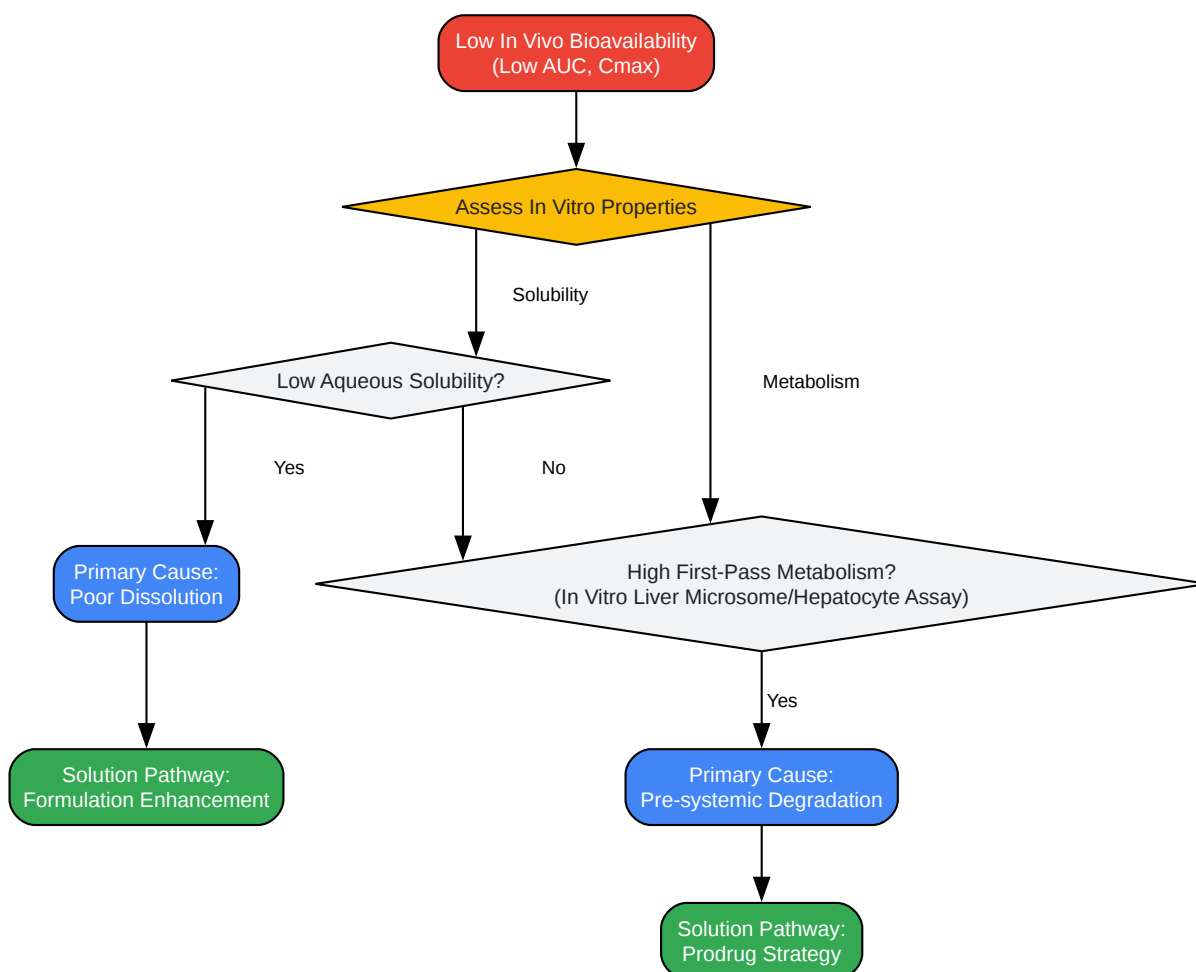 Low In Vivo Bioavailability
(Low AUC, Cmax)
Assess In Vitro Properties
Solubility
Low Aqueous Solubility?
Metabolism
Yes
No
Primary Cause:
Poor Dissolution
High First-Pass Metabolism?
(In Vitro Liver Microsome/Hepatocyte Assay)
Yes
Solution Pathway:
Formulation Enhancement
Primary Cause:
Pre-systemic Degradation
Solution Pathway:
Prodrug Strategy